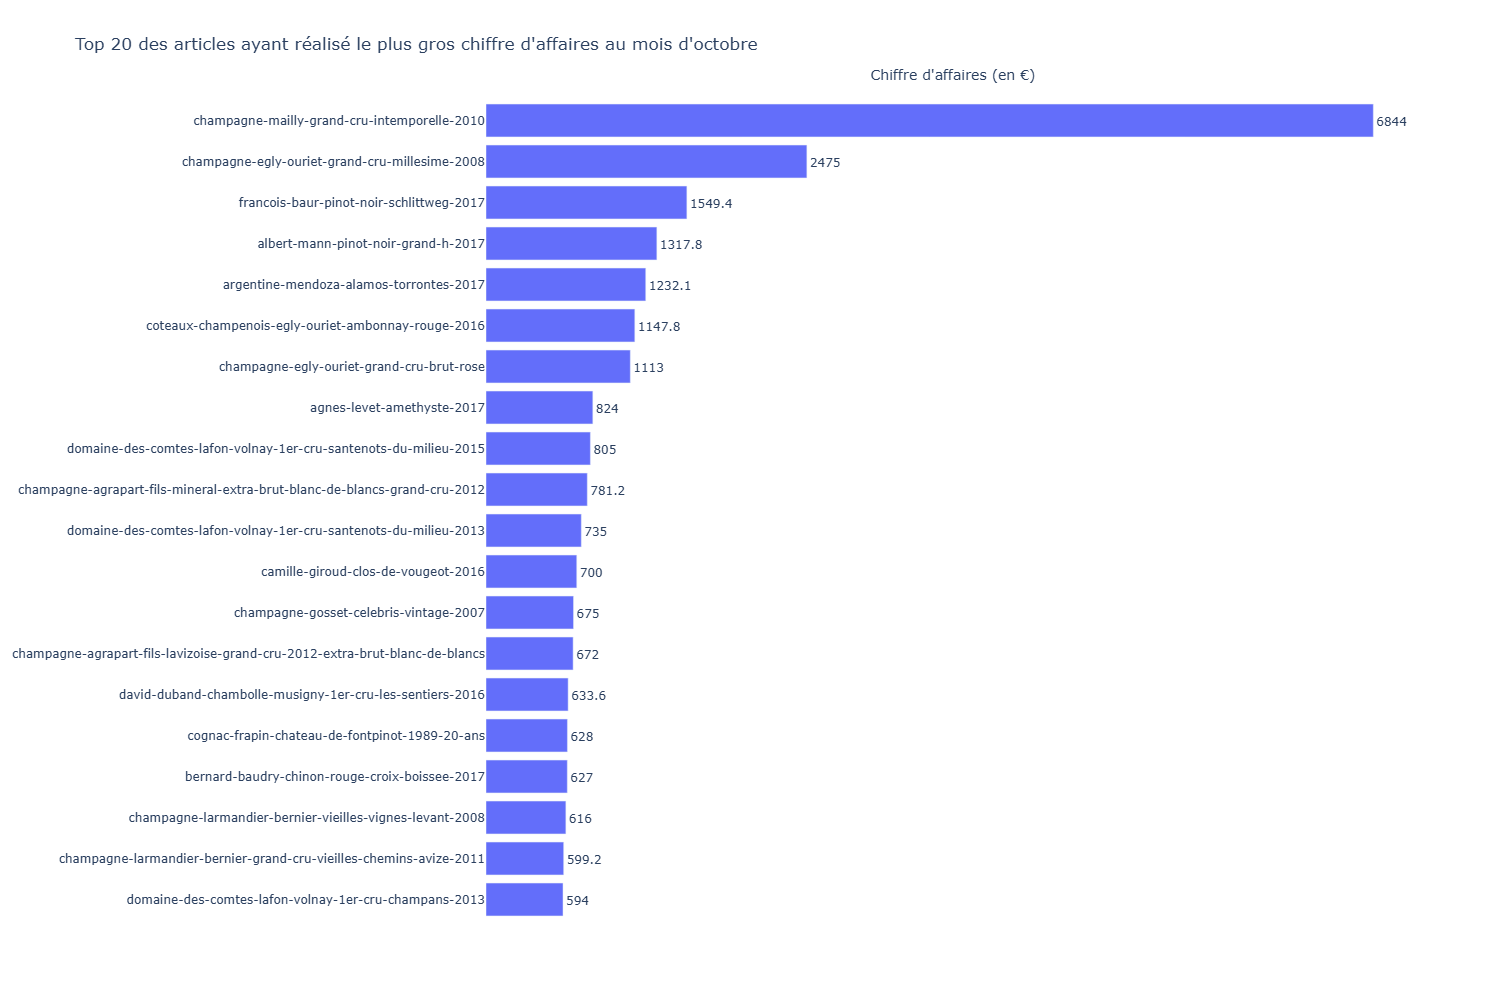 Top 20 des articles ayant réalisé le plus gros chiffre d'affaires au mois d'octobre
Chiffre d'affaires (en €)
champagne-mailly-grand-cru-intemporelle-2010 6844
champagne-egly-ouriet-grand-cru-millesime-2008 2475
francois-baur-pinot-noir-schlittweg-2017 1549.4
albert-mann-pinot-noir-grand-h-2017 1317.8
argentine-mendoza-alamos-torrontes-2017 1232.1
coteaux-champenois-egly-ouriet-ambonnay-rouge-2016 1147.8
champagne-egly-ouriet-grand-cru-brut-rose 1113
agnes-levet-amethyste-2017 824
domaine-des-comtes-lafon-volnay-1er-cru-santenots-du-milieu-2015 805
champagne-agrapart-fils-mineral-extra-brut-blanc-de-blancs-grand-cru-2012 781.2
domaine-des-comtes-lafon-volnay-1er-cru-santenots-du-milieu-2013 735
camille-giroud-clos-de-vougeot-2016 700
champagne-gosset-celebris-vintage-2007 675
champagne-agrapart-fils-lavizoise-grand-cru-2012-extra-brut-blanc-de-blancs 672
david-duband-chambolle-musigny-1er-cru-les-sentiers-2016 633.6
cognac-frapin-chateau-de-fontpinot-1989-20-ans 628
bernard-baudry-chinon-rouge-croix-boissee-2017 627
champagne-larmandier-bernier-vieilles-vignes-levant-2008 616
champagne-larmandier-bernier-grand-cru-vieilles-chemins-avize-2011 599.2
domaine-des-comtes-lafon-volnay-1er-cru-champans-2013 594